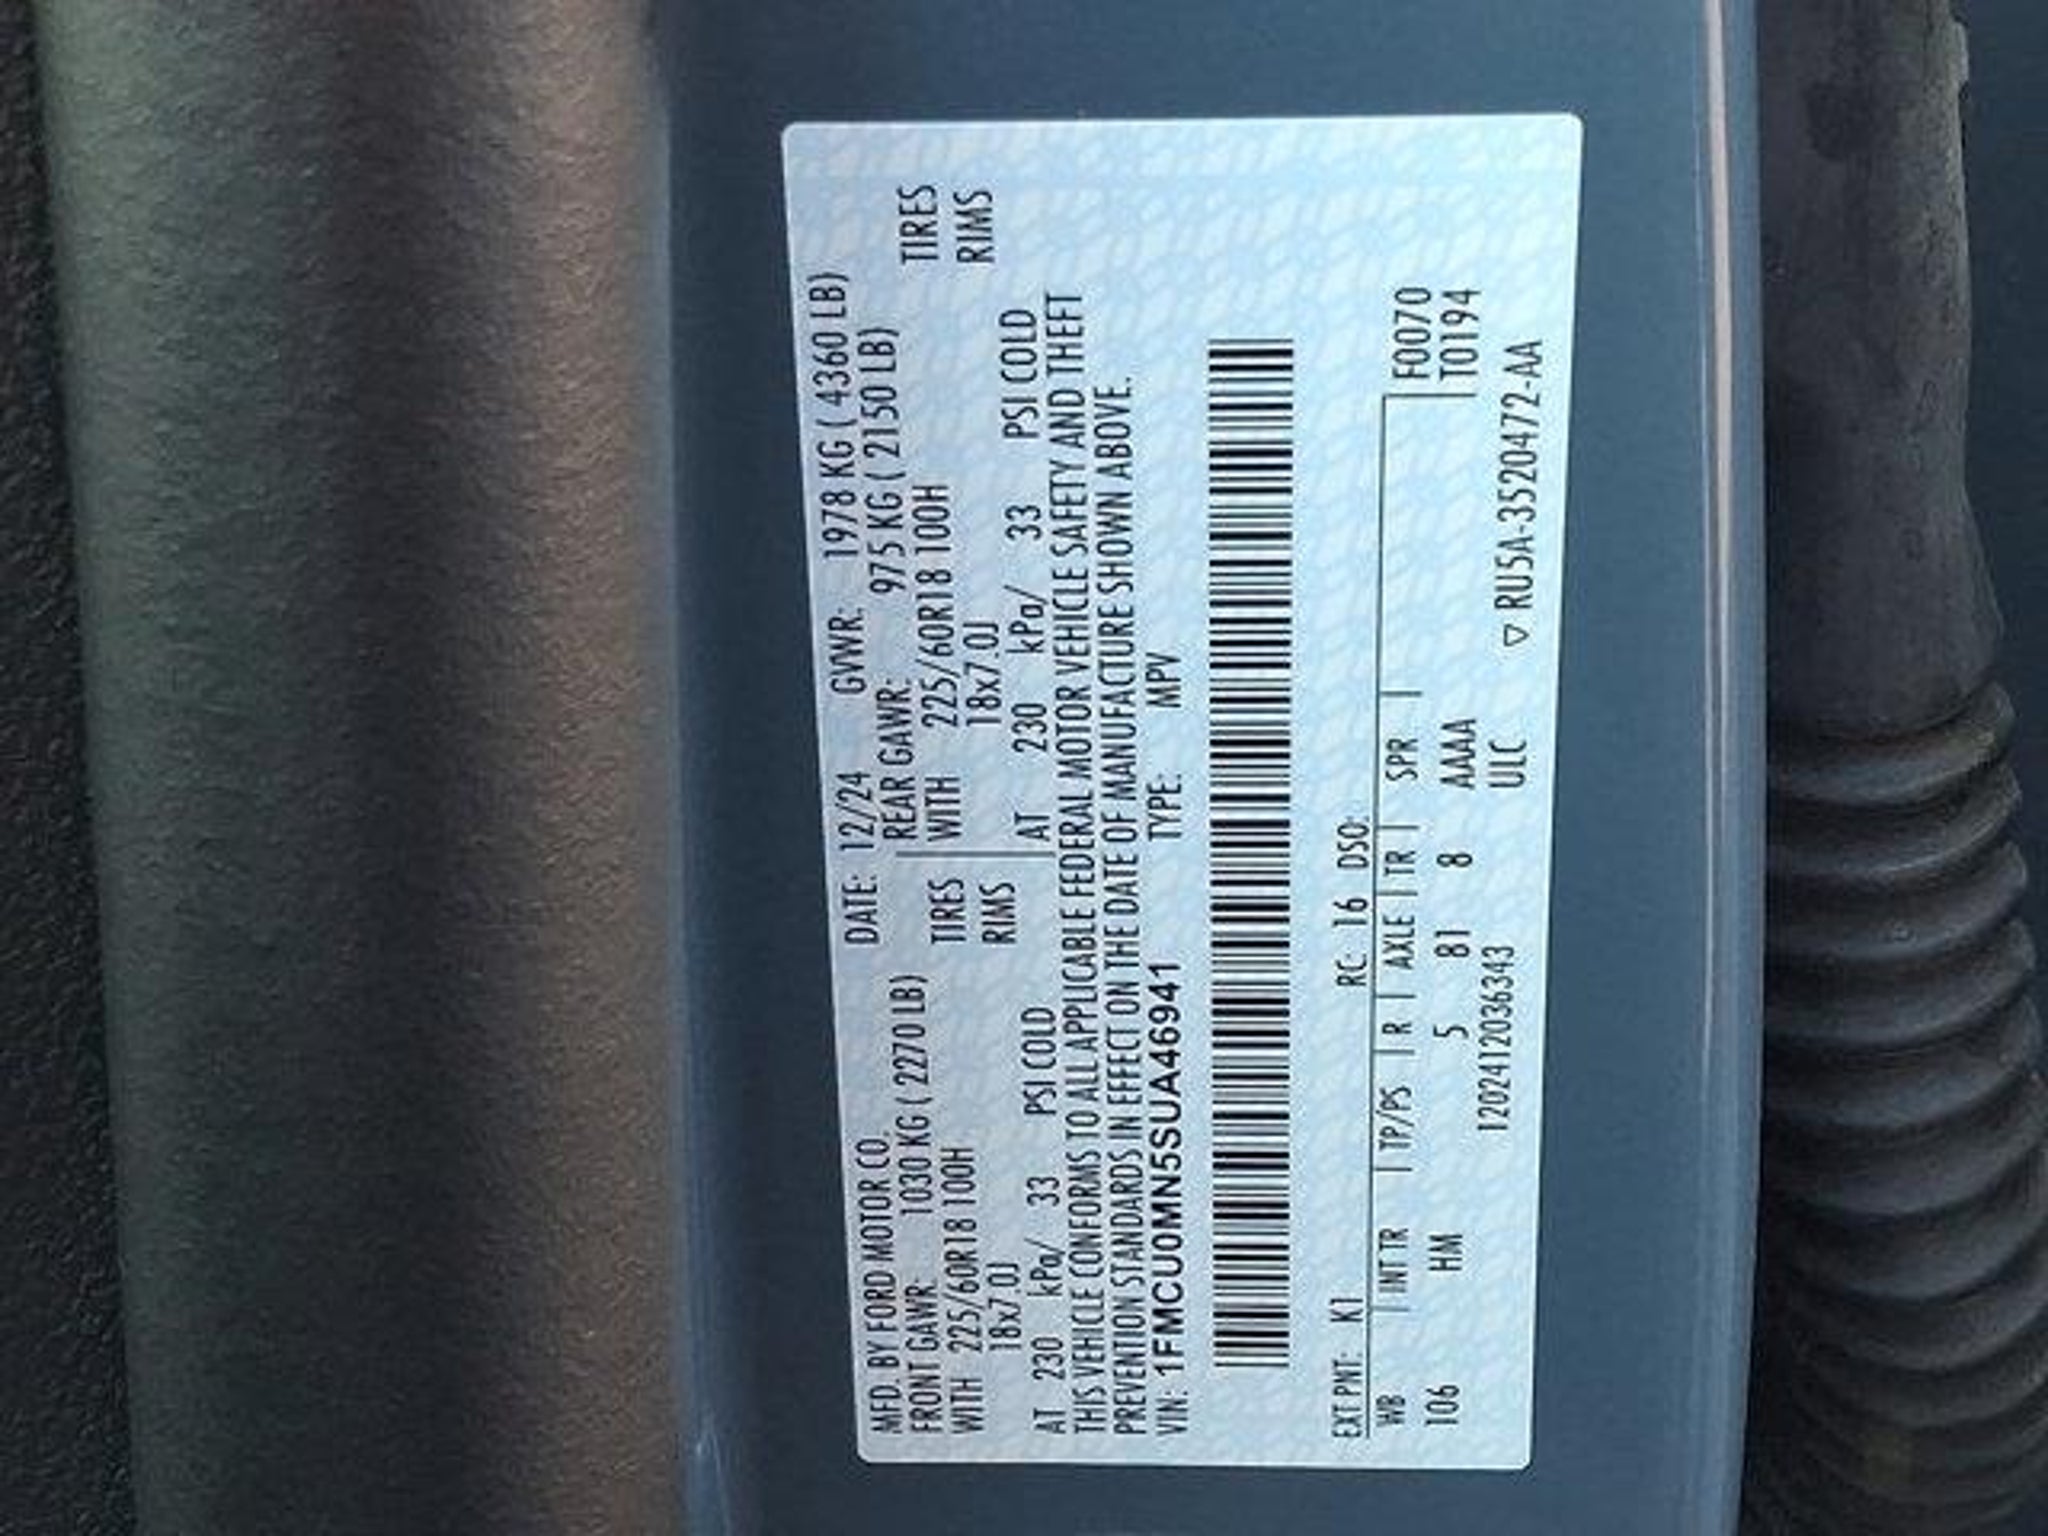 MFD. BY FORD MOTOR CO. DATE: 12/24 GVWR: 1978 KG ( 4360 LB)
FRONT GAWR: 1030 KG ( 2270 LB) REAR GAWR: 975 KG ( 2150 LB)
WITH 225/60R18 100H TIRES WITH 225/60R18 100H TIRES
18x7.0J RIMS 18x7.0J RIMS
AT 230 kPa/ 33 PSI COLD AT 230 kPa/ 33 PSI COLD
THIS VEHICLE CONFORMS TO ALL APPLICABLE FEDERAL MOTOR VEHICLE SAFETY AND THEFT
PREVENTION STANDARDS IN EFFECT ON THE DATE OF MANUFACTURE SHOWN ABOVE.
VIN: 1FMCU0MN5SUA46941 TYPE: MPV
EXT PNT: K1 RC: 16 DSO:
WB INT TR TP/PS R AXLE TR SPR F0070
106 HM 5 81 8 AAAA T0194
1202412036343 ULC ▽ RU5A-3520472-AA